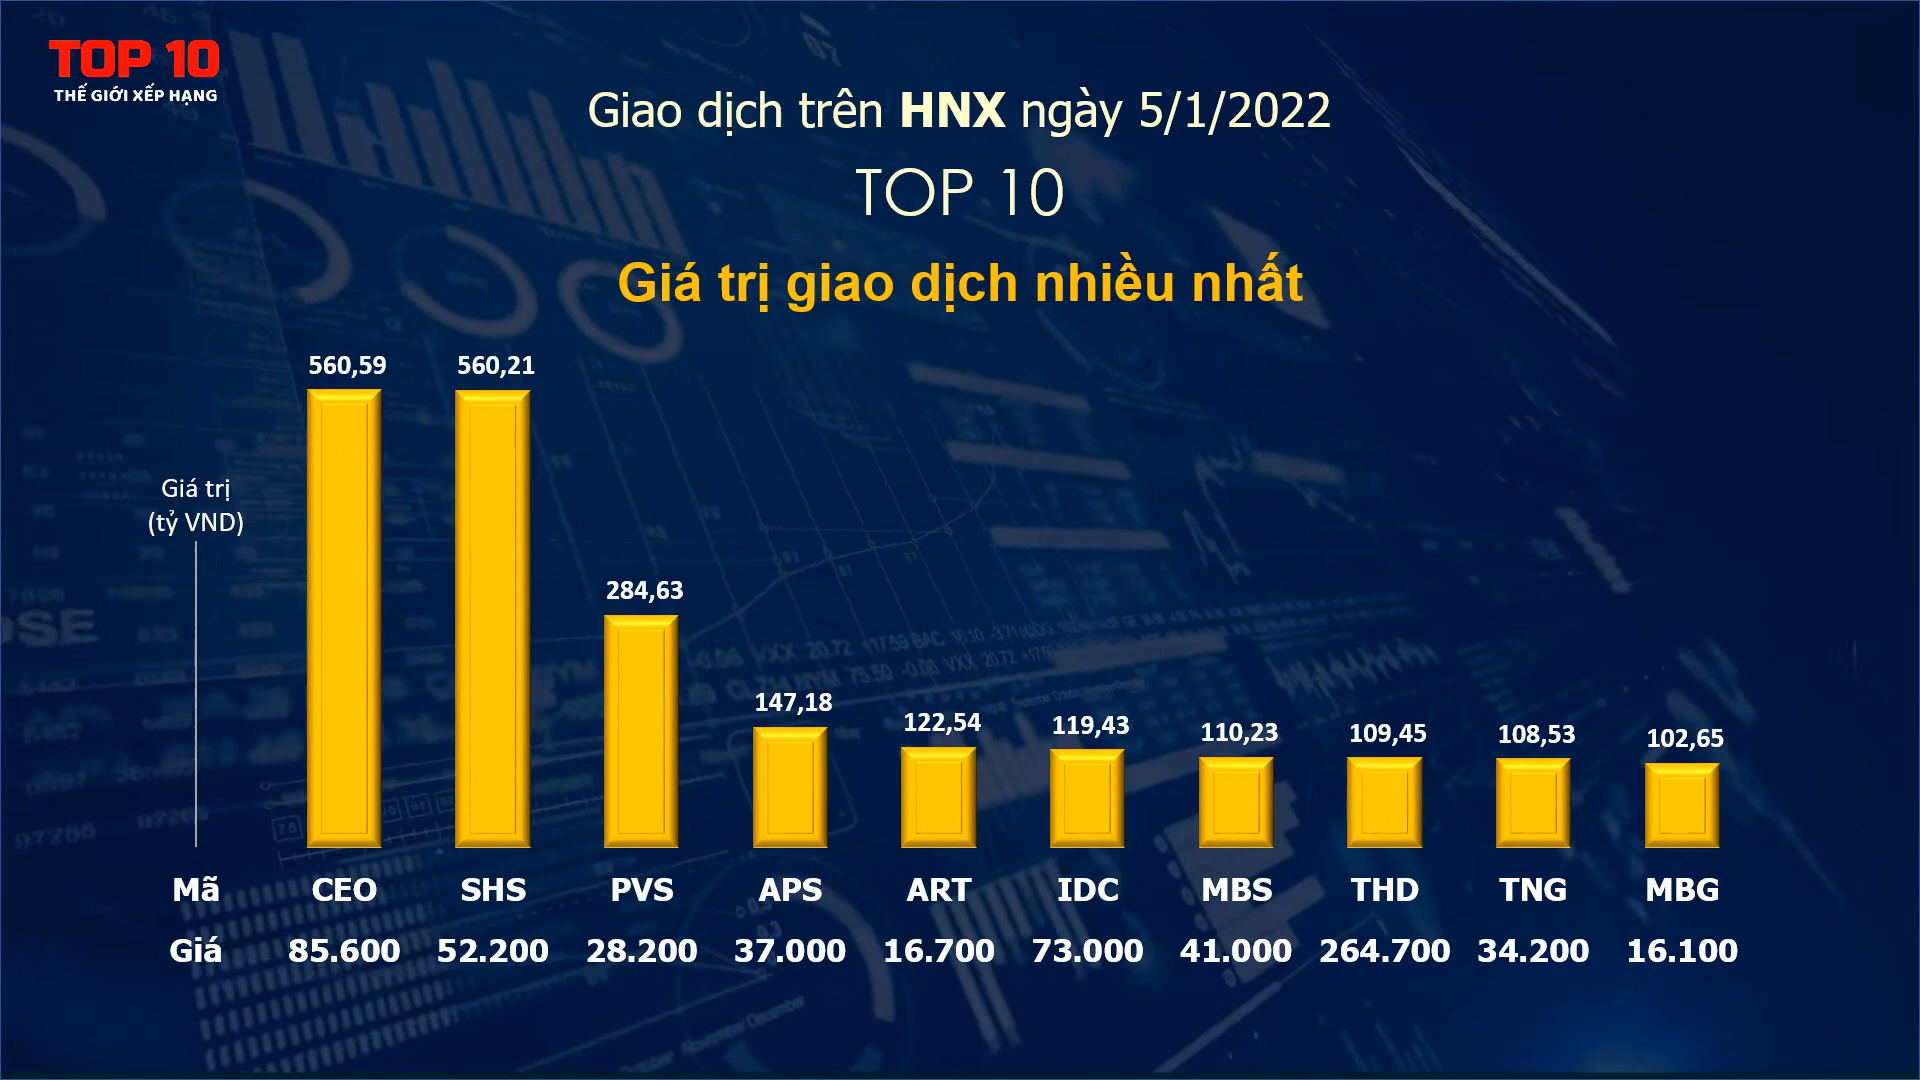 TOP 10
THẾ GIỚI XẾP HẠNG
Giao dịch trên HNX ngày 5/1/2022
TOP 10
Giá trị giao dịch nhiều nhất
Giá trị
(tỷ VND)
560,59 560,21 284,63 147,18 122,54 119,43 110,23 109,45 108,53 102,65
Mã CEO SHS PVS APS ART IDC MBS THD TNG MBG
Giá 85.600 52.200 28.200 37.000 16.700 73.000 41.000 264.700 34.200 16.100